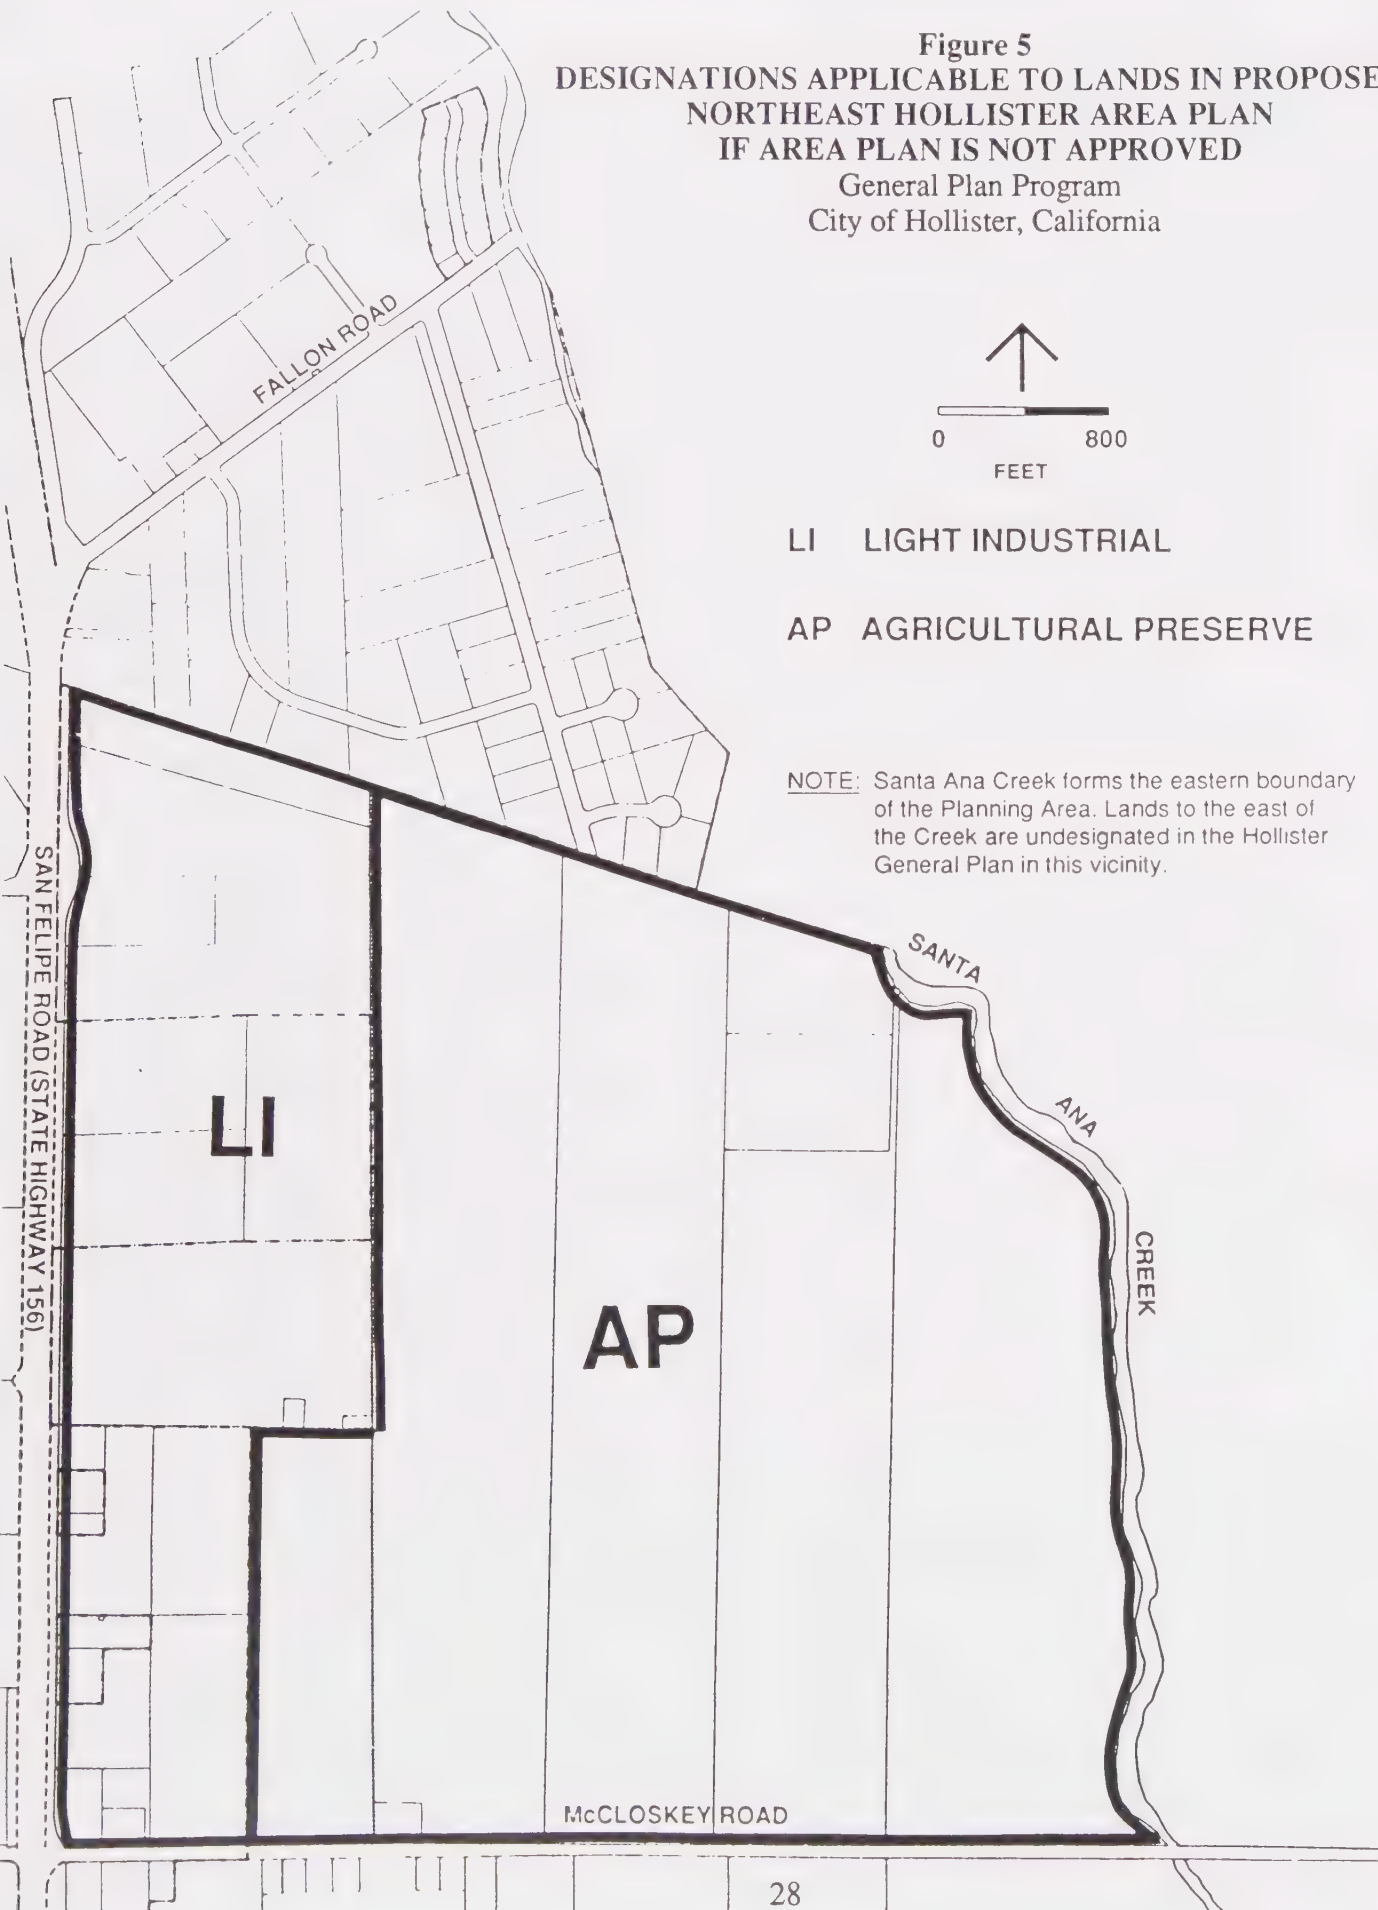 Figure 5
DESIGNATIONS APPLICABLE TO LANDS IN PROPOSE
NORTHEAST HOLLISTER AREA PLAN
IF AREA PLAN IS NOT APPROVED
General Plan Program
City of Hollister, California
FALLON ROAD
0 800
FEET
LI LIGHT INDUSTRIAL
AP AGRICULTURAL PRESERVE
NOTE: Santa Ana Creek forms the eastern boundary
of the Planning Area. Lands to the east of
the Creek are undesignated in the Hollister
General Plan in this vicinity.
SAN FELIPE ROAD (STATE HIGHWAY 156)
SANTA
ANA
CREEK
LI
AP
McCLOSKEY ROAD
28